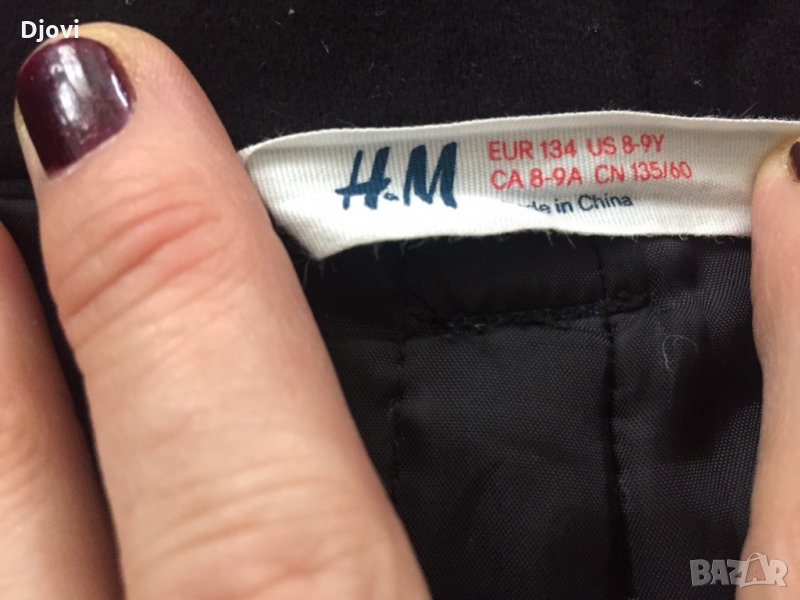 Djovi
H&M
EUR 134 US 8-9Y
CA 8-9A CN 135/60
in China
BAZAR